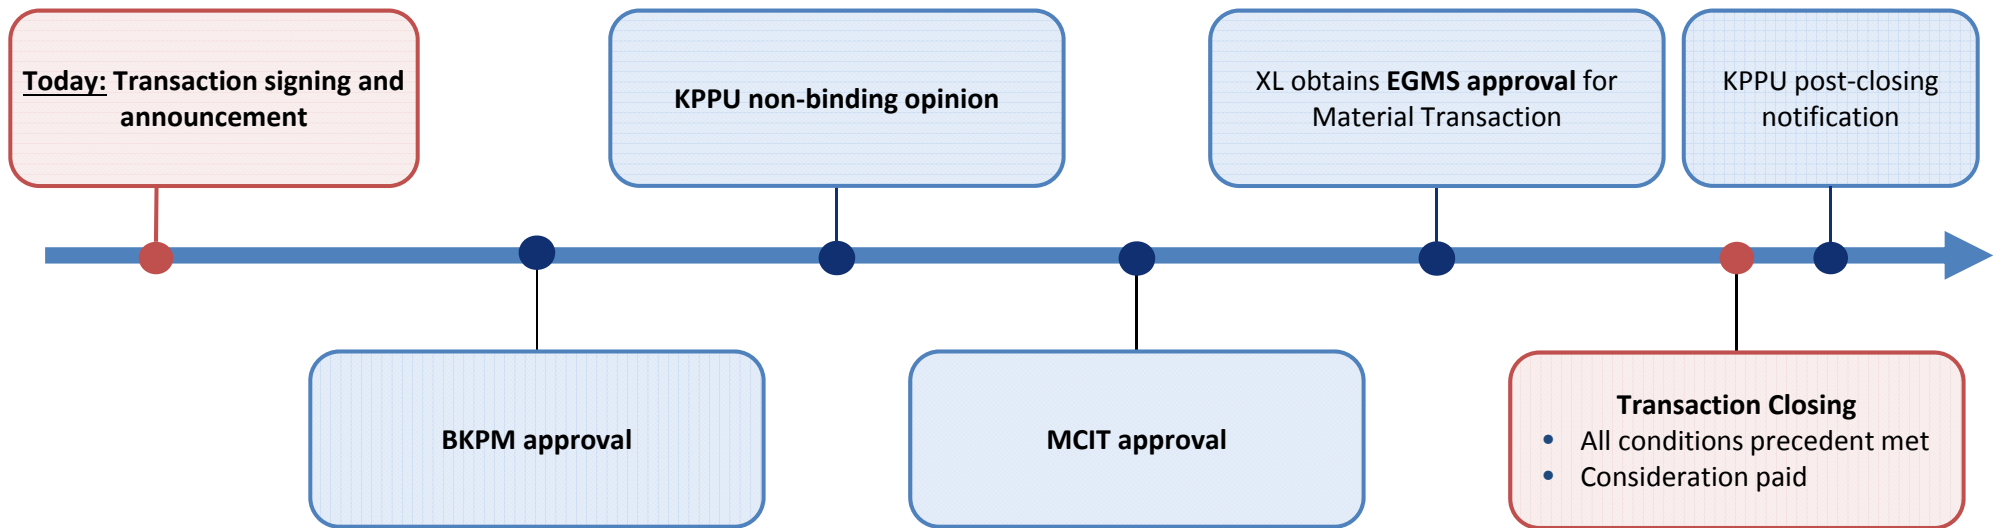 Today: Transaction signing and
announcement
KPPU non-binding opinion
XL obtains EGMS approval for
Material Transaction
KPPU post-closing
notification
BKPM approval
MCIT approval
Transaction Closing
• All conditions precedent met
• Consideration paid